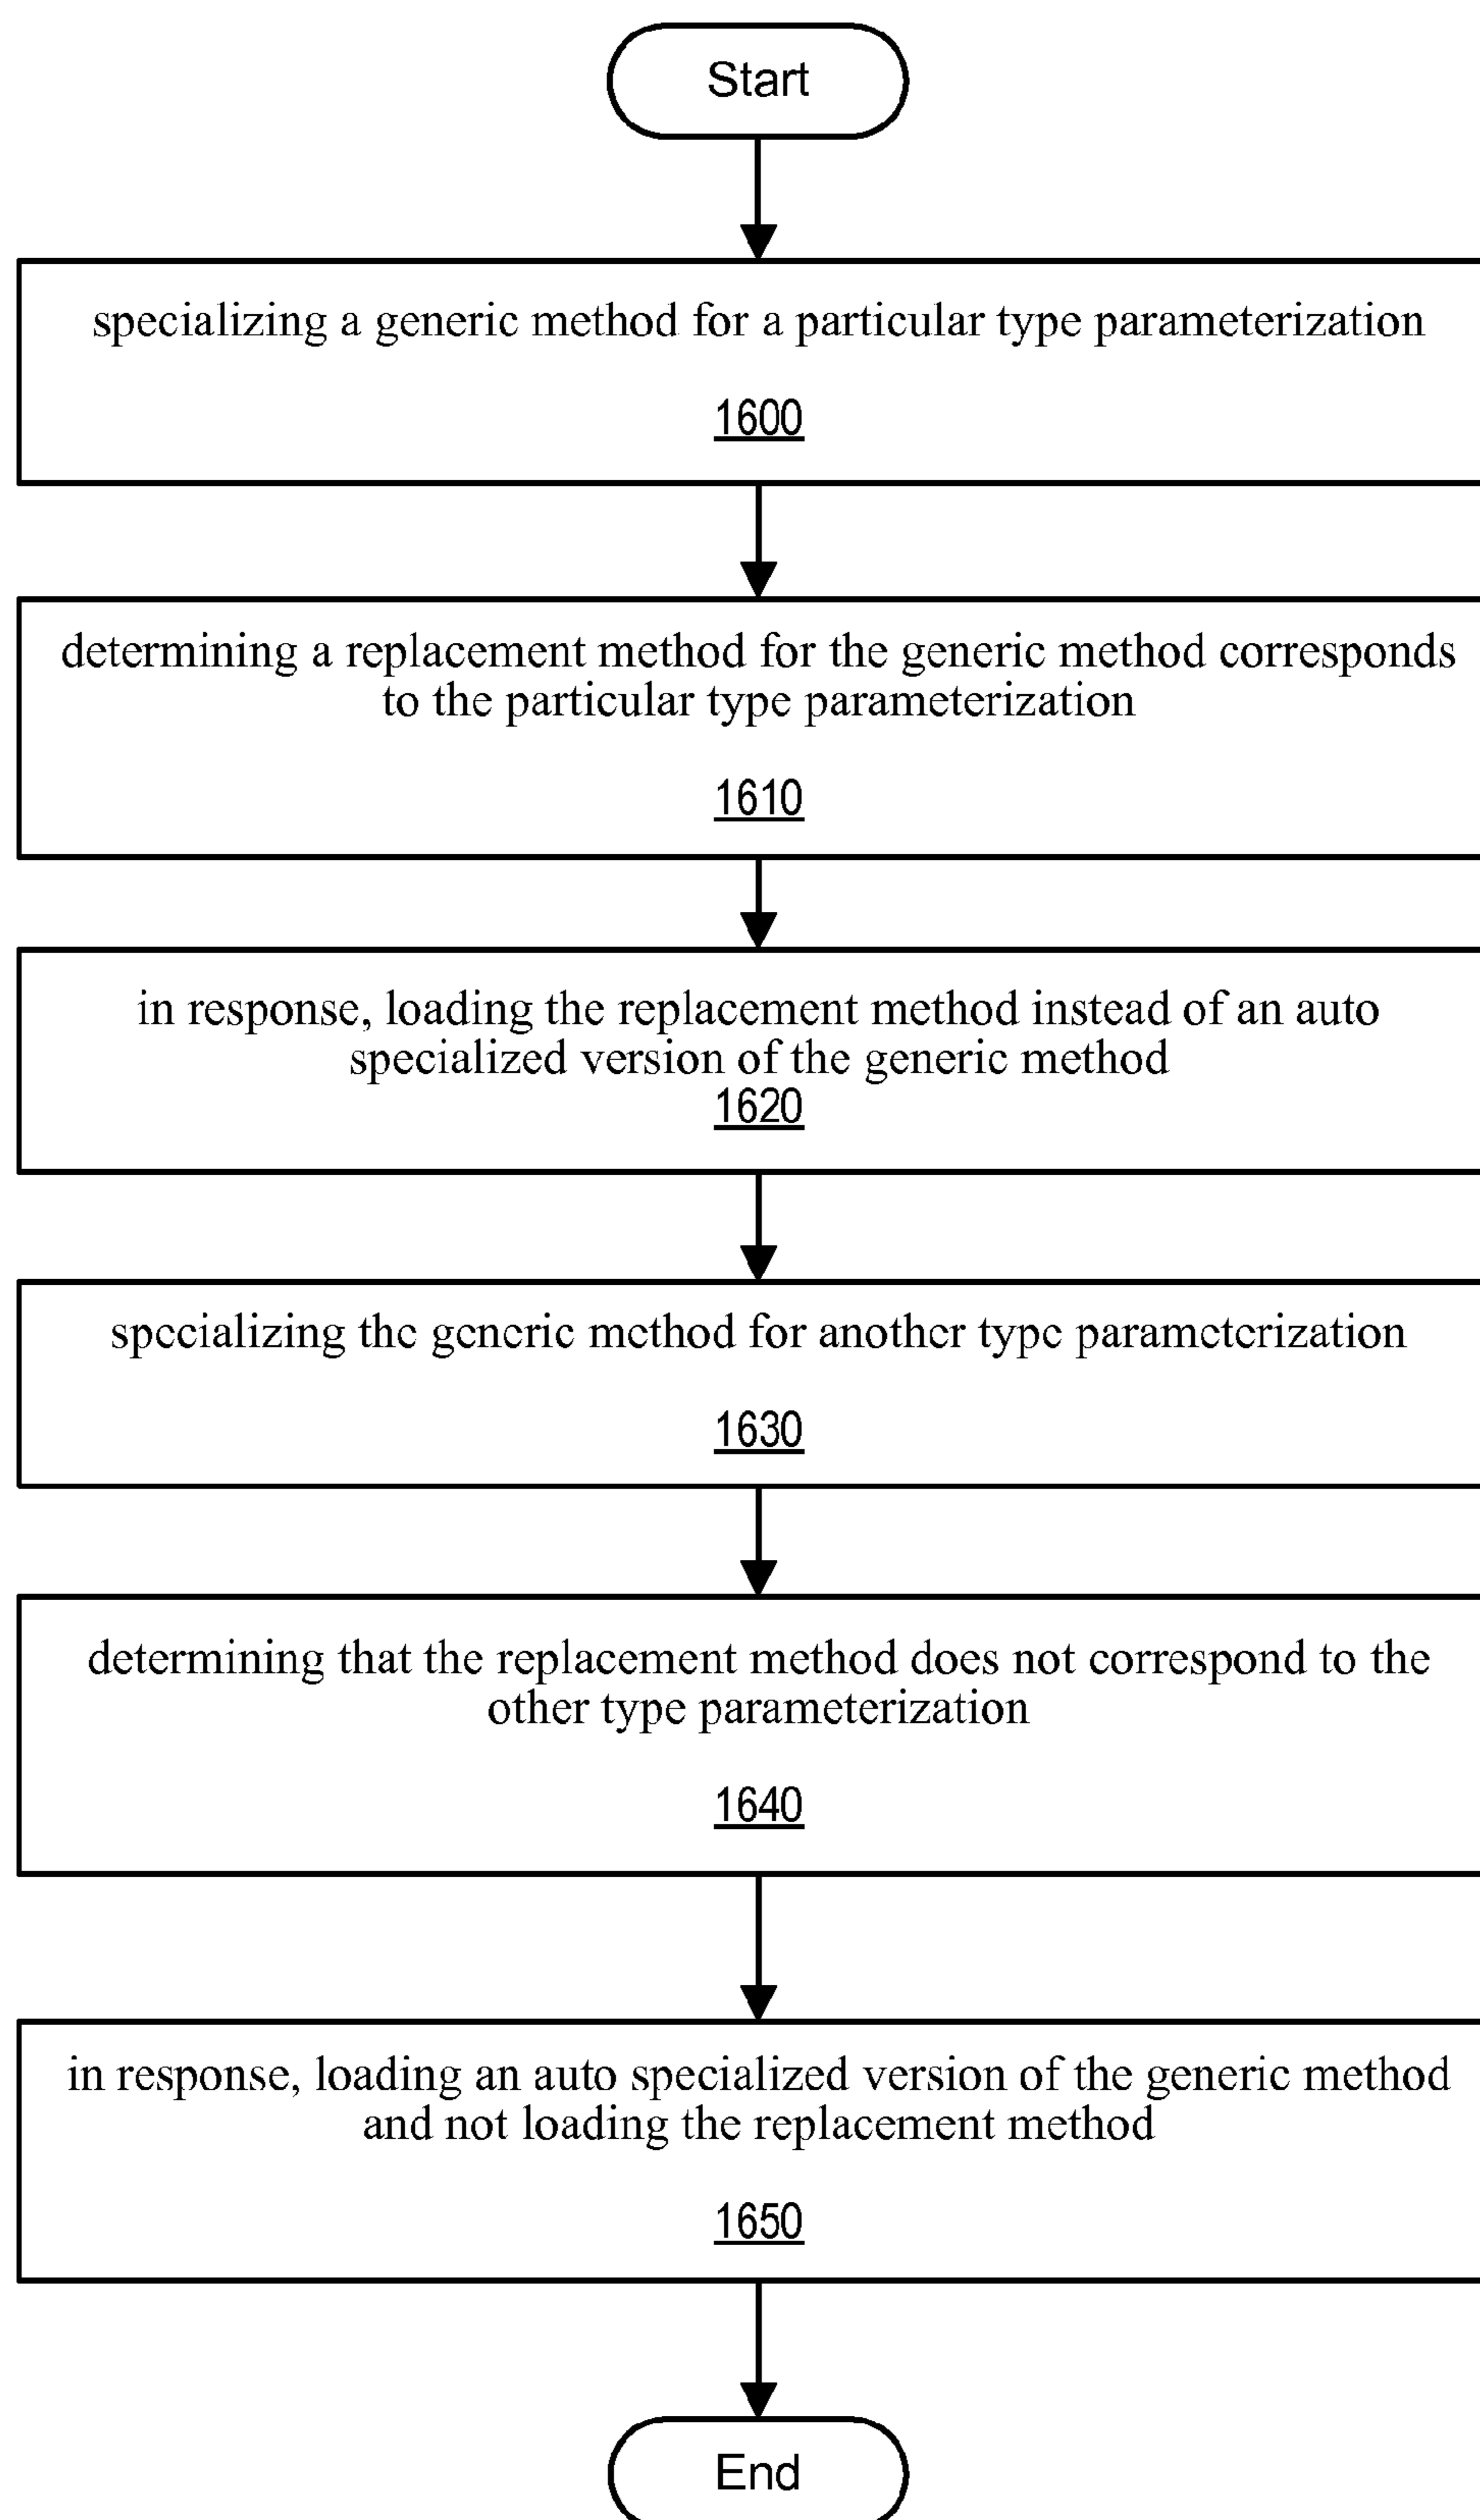 Start
specializing a generic method for a particular type parameterization
1600
determining a replacement method for the generic method corresponds
to the particular type parameterization
1610
in response, loading the replacement method instead of an auto
specialized version of the generic method
1620
specializing the generic method for another type parameterization
1630
determining that the replacement method does not correspond to the
other type parameterization
1640
in response, loading an auto specialized version of the generic method
and not loading the replacement method
1650
End